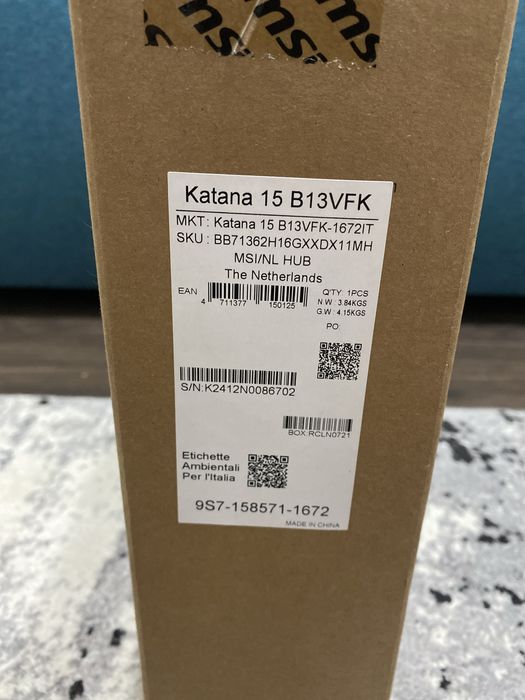 msi
Katana 15 B13VFK
MKT: Katana 15 B13VFK-1672IT
SKU : BB71362H16GXXDX11MH
MSI/NL HUB
The Netherlands
EAN
4 711377 150125
Q'TY: 1PCS
N.W: 3.84KGS
G.W: 4.15KGS
PO:
S/N:K2412N0086702
BOX:RCLN0721
Etichette
Ambientali
Per l'Italia
9S7-158571-1672
MADE IN CHINA